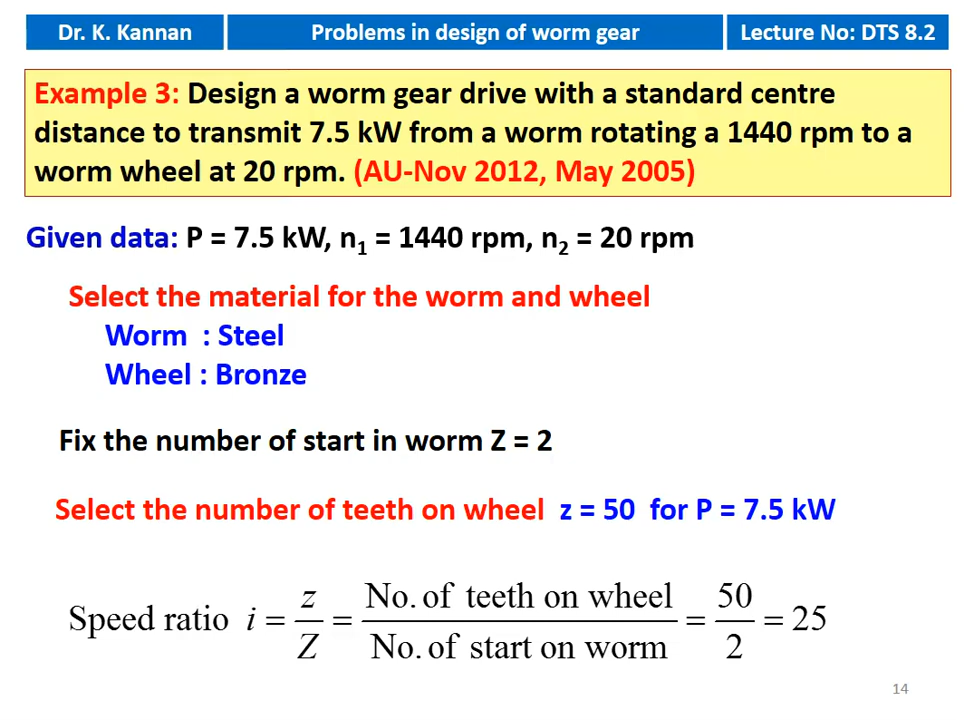 Dr. K. Kannan
Problems in design of worm gear
Lecture No: DTS 8.2
Example 3: Design a worm gear drive with a standard centre
distance to transmit 7.5 kW from a worm rotating a 1440 rpm to a
worm wheel at 20 rpm. (AU-Nov 2012, May 2005)
Given data: P = 7.5 kW, n₁ = 1440 rpm, n₂ = 20 rpm
Select the material for the worm and wheel
Worm : Steel
Wheel : Bronze
Fix the number of start in worm Z = 2
Select the number of teeth on wheel z = 50 for P = 7.5 kW
Speed ratio i = z/Z = No. of teeth on wheel/No. of start on worm = 50/2 = 25
14